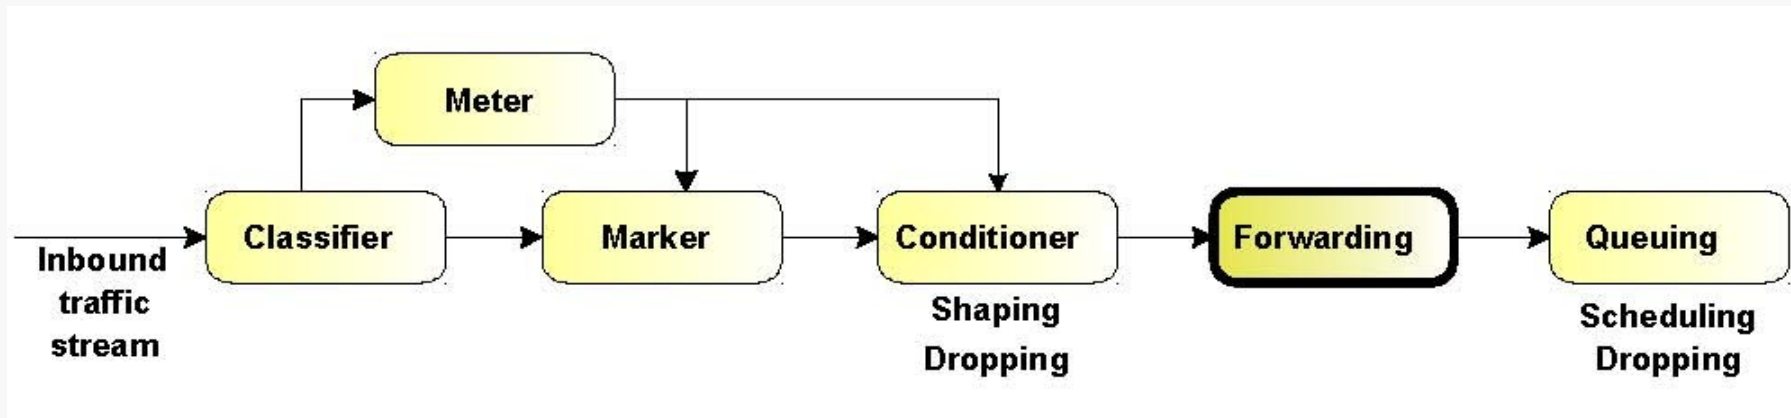 Meter
Classifier
Marker
Conditioner
Forwarding
Queuing
Inbound
traffic
stream
Shaping
Dropping
Scheduling
Dropping